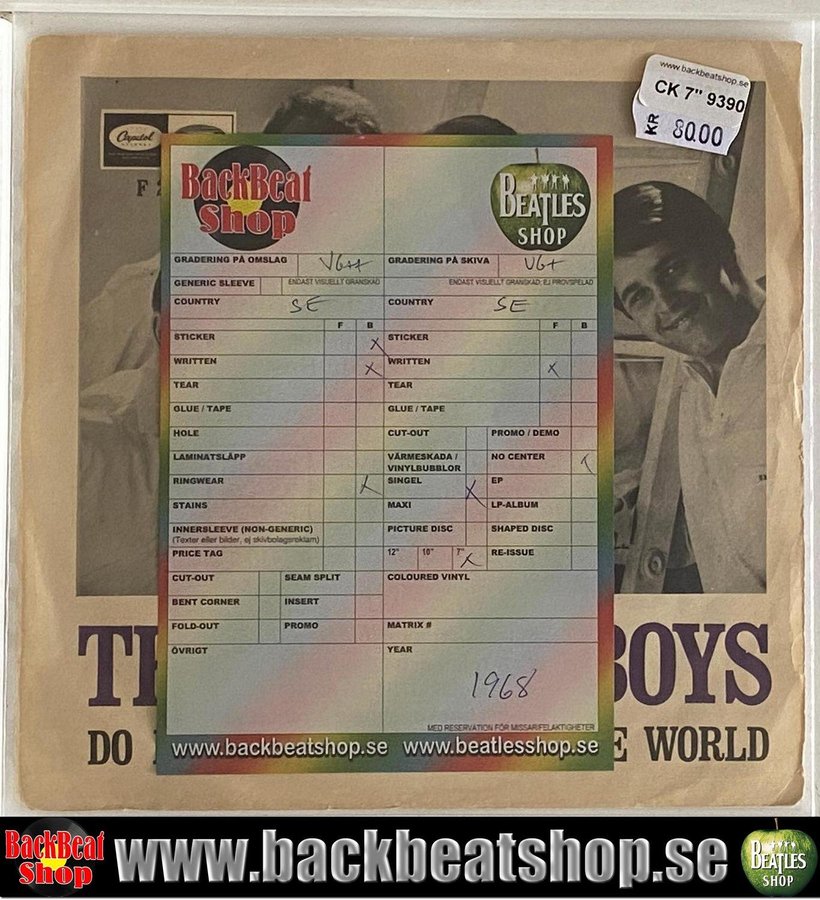 www.backbeatshop.se
CK 7" 9390
KR 80.00
Capitol
F
BackBeat
Shop
BEATLES
SHOP
GRADERING PÅ OMSLAG VG++
GRADERING PÅ SKIVA VG+
GENERIC SLEEVE ENDAST VISUELLT GRANSKAD
ENDAST VISUELLT GRANSKAD; EJ PROVSPELAD
COUNTRY SE
COUNTRY SE
F B
F B
STICKER X
STICKER
WRITTEN X
WRITTEN X
TEAR
TEAR
GLUE / TAPE
GLUE / TAPE
HOLE
CUT-OUT
PROMO / DEMO
LAMINATSLÄPP
VÄRMESKADA /
VINYLBUBBLOR
NO CENTER
RINGWEAR X
SINGEL X
EP
STAINS
MAXI
LP-ALBUM
INNERSLEEVE (NON-GENERIC)
(Texter eller bilder, ej skivbolagsreklam)
PICTURE DISC
SHAPED DISC
PRICE TAG
12" 10" 7" X
RE-ISSUE
CUT-OUT
SEAM SPLIT
COLOURED VINYL
BENT CORNER
INSERT
FOLD-OUT
PROMO
MATRIX #
ÖVRIGT
YEAR
1968
MED RESERVATION FÖR MISSARIFELAKTIGHETER
www.backbeatshop.se www.beatlesshop.se
BOYS
DO
WORLD
BackBeat
Shop
www.backbeatshop.se
BEATLES
SHOP